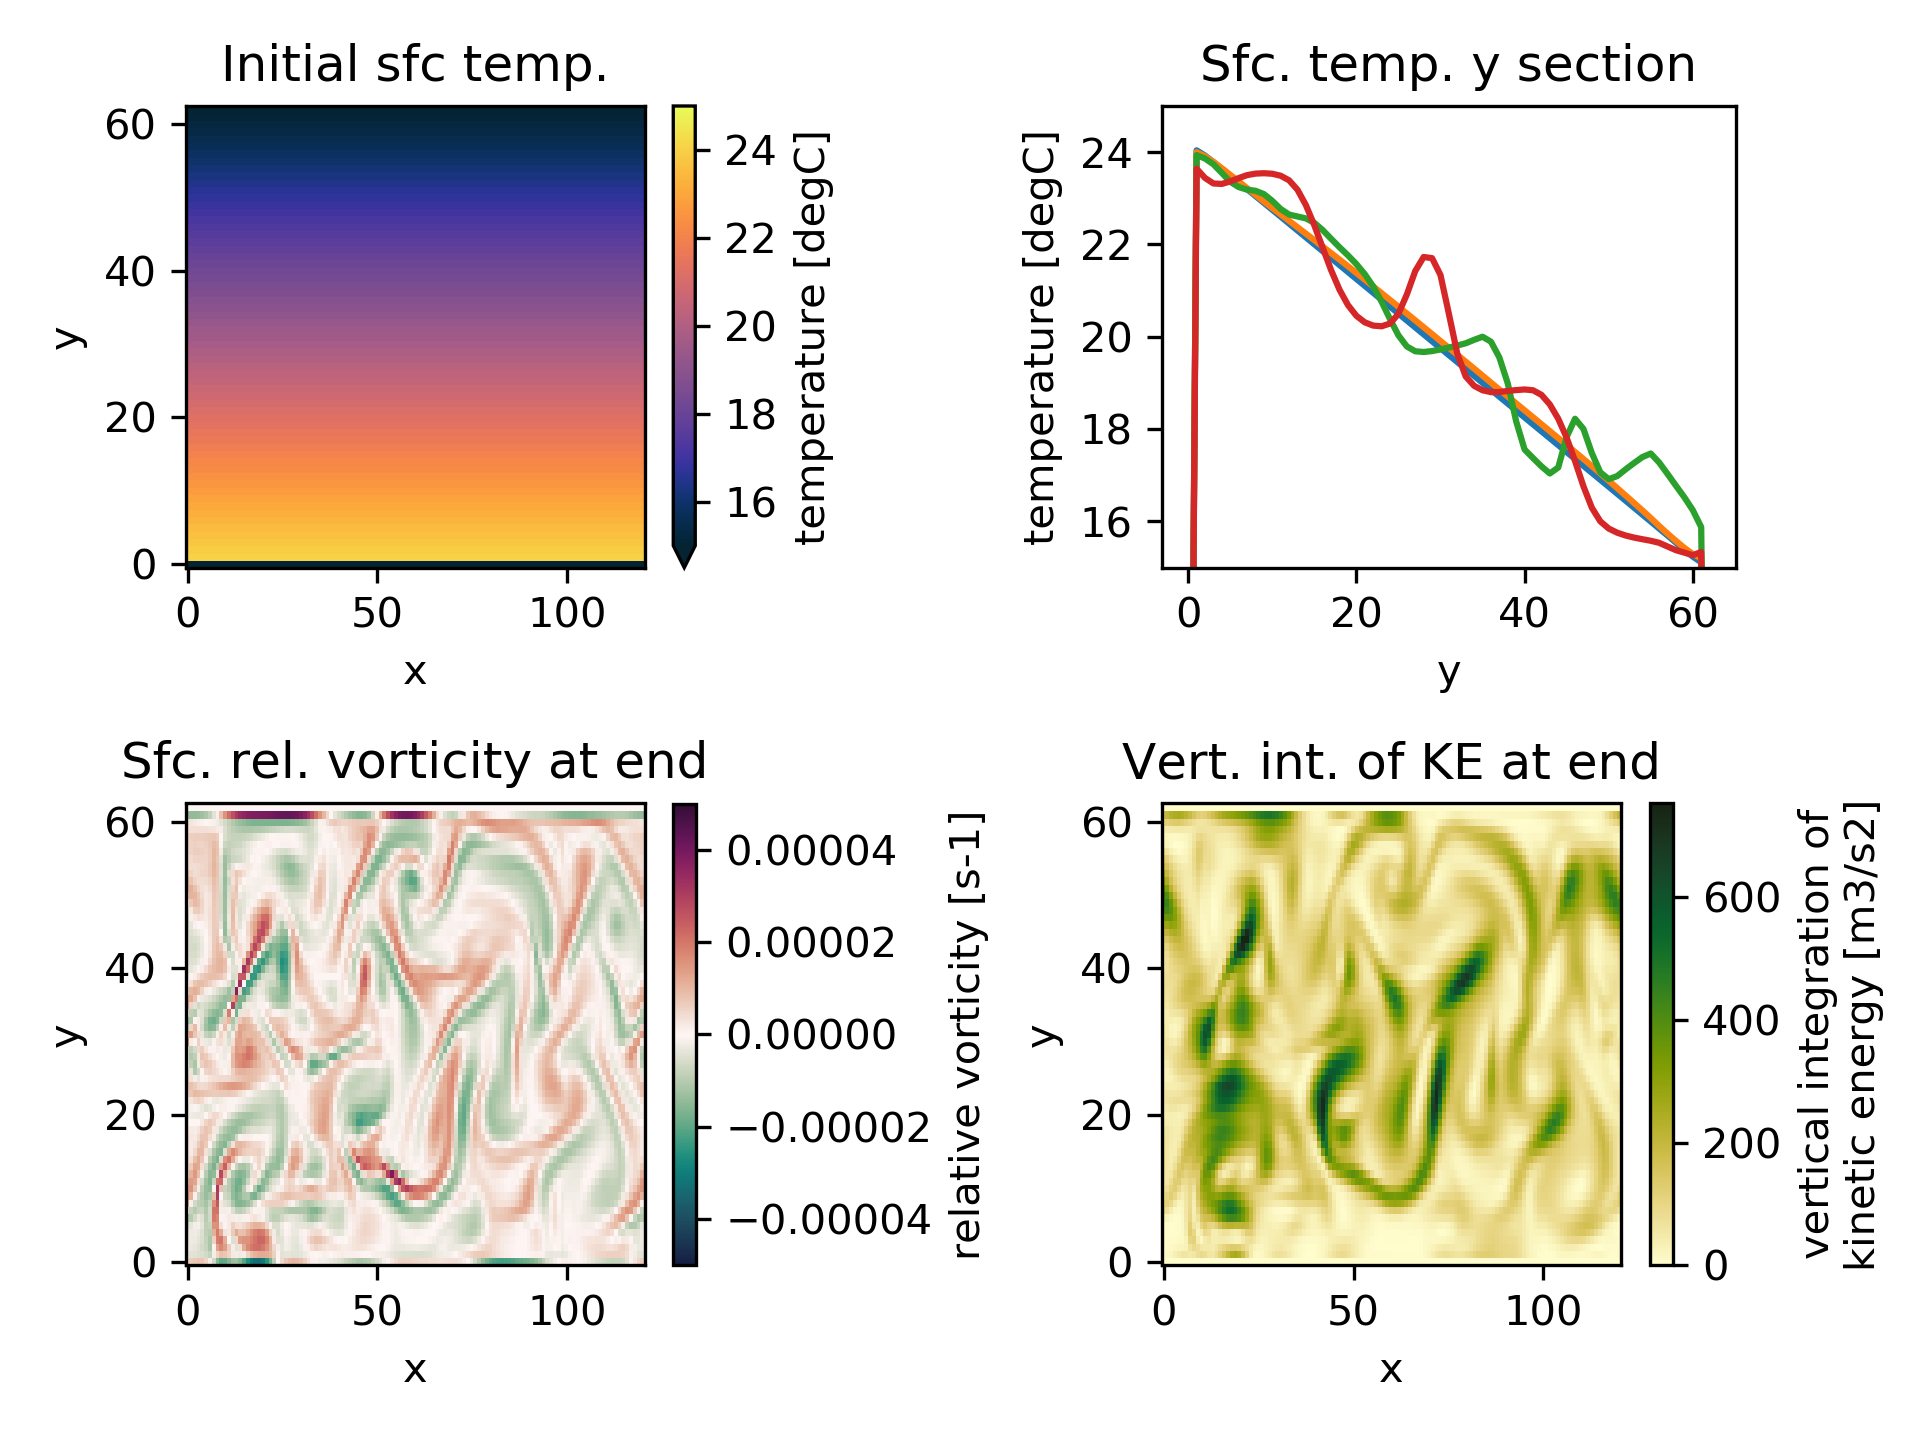 Initial sfc temp.
60
40
20
0
y
0 50 100
x
24
22
20
18
16
temperature [degC]
Sfc. temp. y section
24
22
20
18
16
temperature [degC]
0 20 40 60
y
Sfc. rel. vorticity at end
60
40
20
0
y
0 50 100
x
0.00004
0.00002
0.00000
−0.00002
−0.00004
relative vorticity [s-1]
Vert. int. of KE at end
60
40
20
0
y
0 50 100
x
600
400
200
0
vertical integration of
kinetic energy [m3/s2]